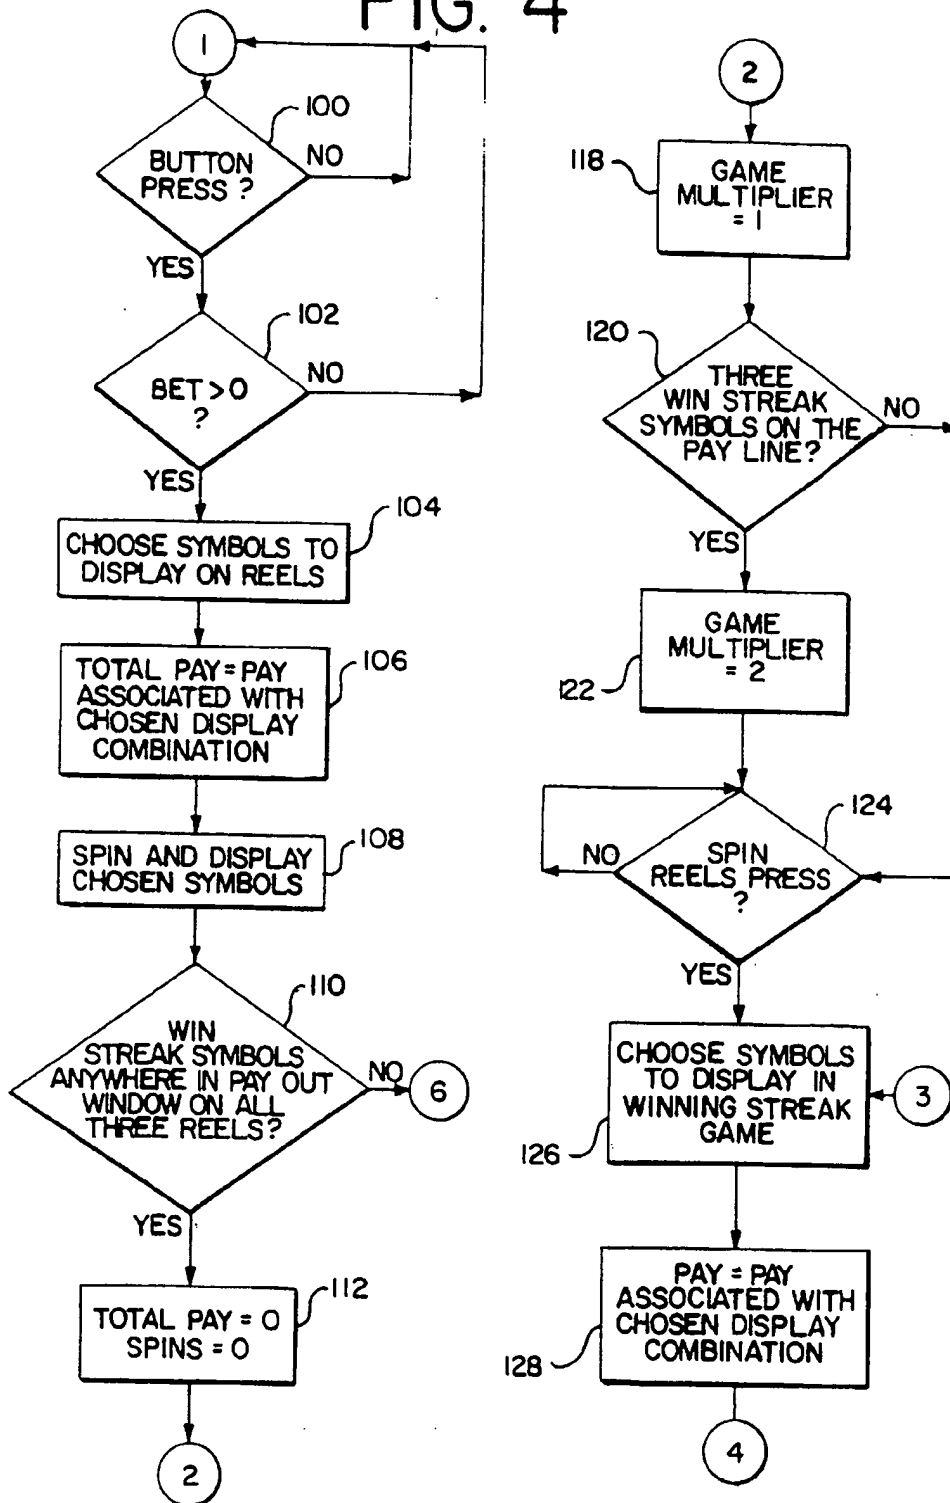 FIG. 4
1
100
BUTTON
PRESS ?
NO
YES
102
BET > 0
?
NO
YES
104
CHOOSE SYMBOLS TO
DISPLAY ON REELS
106
TOTAL PAY = PAY
ASSOCIATED WITH
CHOSEN DISPLAY
COMBINATION
108
SPIN AND DISPLAY
CHOSEN SYMBOLS
110
WIN
STREAK SYMBOLS
ANYWHERE IN PAY OUT
WINDOW ON ALL
THREE REELS?
NO
6
YES
112
TOTAL PAY = 0
SPINS = 0
2
2
118
GAME
MULTIPLIER
= 1
120
THREE
WIN STREAK
SYMBOLS ON THE
PAY LINE?
NO
YES
GAME
MULTIPLIER
= 2
122
124
SPIN
REELS PRESS
?
NO
YES
CHOOSE SYMBOLS
TO DISPLAY IN
WINNING STREAK
GAME
3
126
PAY = PAY
ASSOCIATED WITH
CHOSEN DISPLAY
COMBINATION
128
4